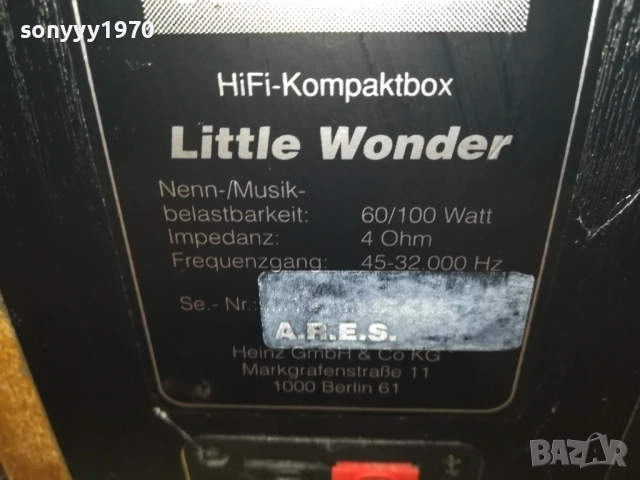 sonyyy1970
HiFi-Kompaktbox
Little Wonder
Nenn-/Musik-
belastbarkeit: 60/100 Watt
Impedanz: 4 Ohm
Frequenzgang: 45-32.000 Hz
Se.- Nr.:
A.R.E.S.
Heinz GmbH & Co KG
Markgrafenstraße 11
1000 Berlin 61
BAZAR